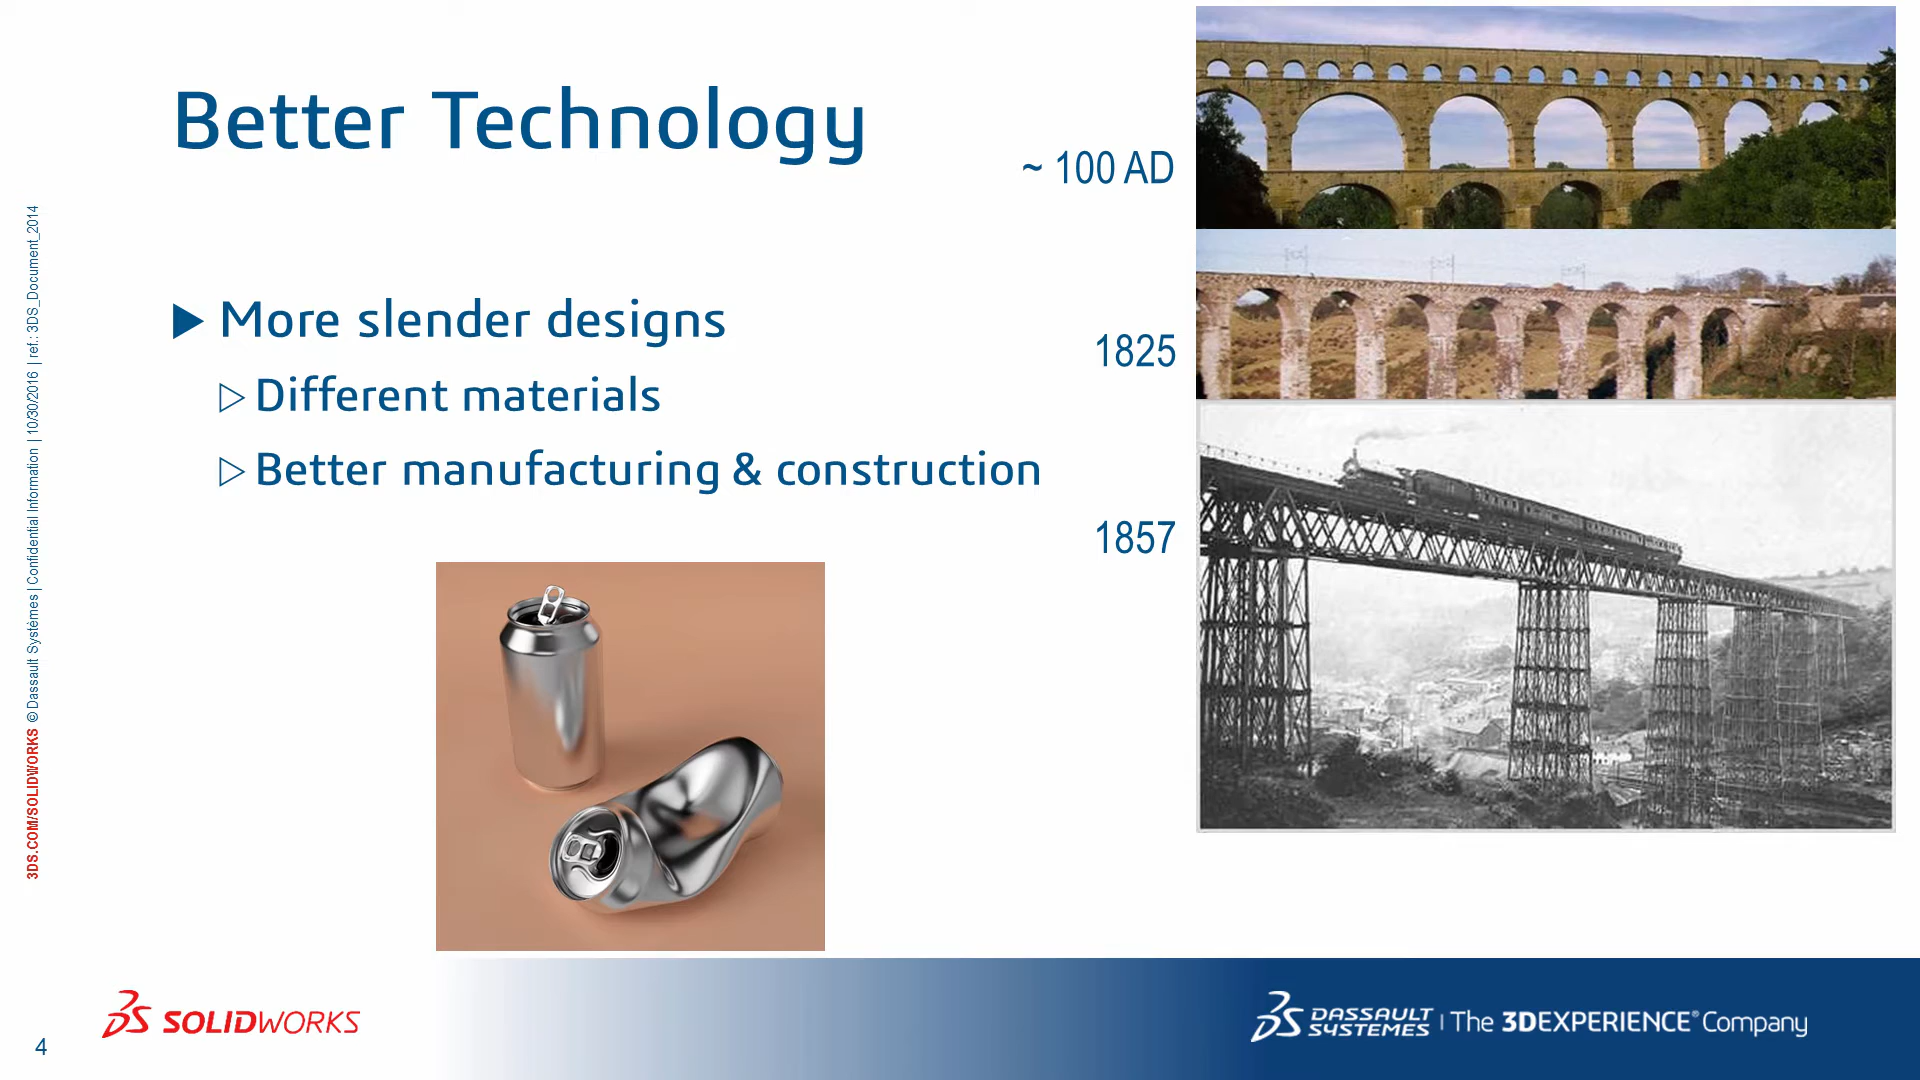 Better Technology
~ 100 AD
More slender designs
1825
Different materials
Better manufacturing & construction
1857
3DS.COM/SOLIDWORKS © Dassault Systèmes | Confidential Information | 10/30/2016 | ref.: 3DS_Document_2014
SOLIDWORKS
DASSAULT SYSTEMES | The 3DEXPERIENCE® Company
4